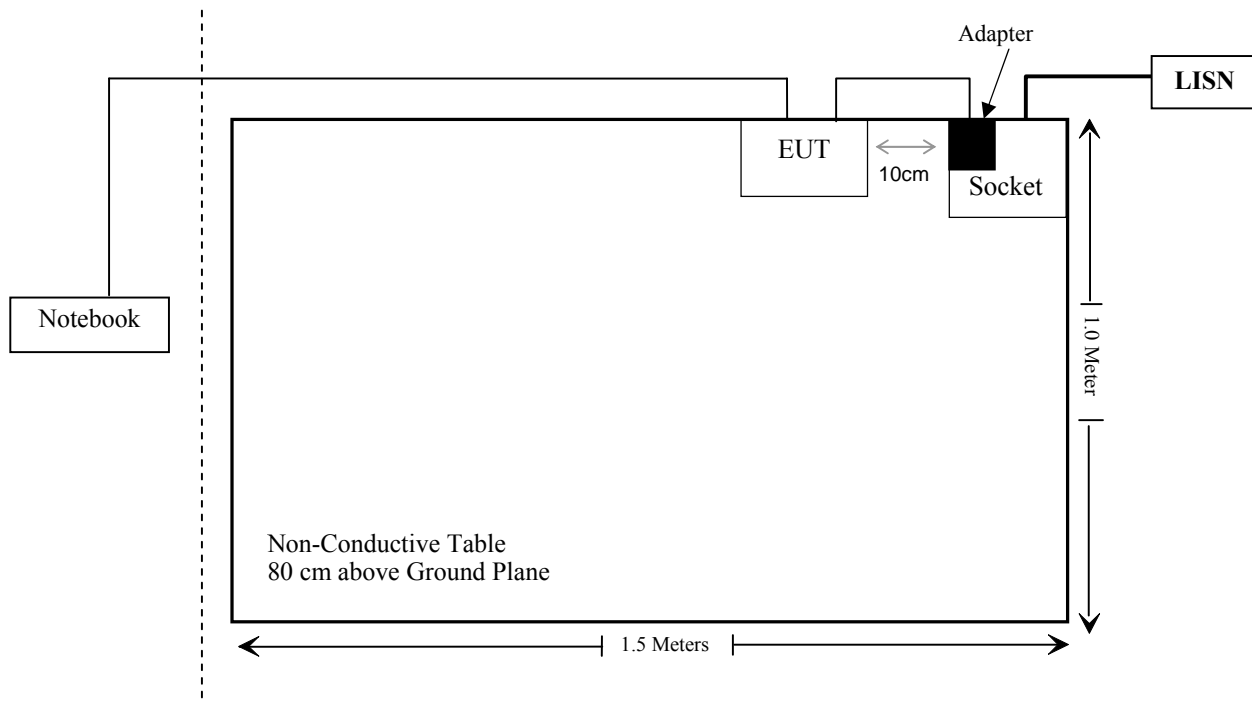 Adapter
LISN
EUT
10cm
Socket
Notebook
1.0 Meter
Non-Conductive Table
80 cm above Ground Plane
1.5 Meters